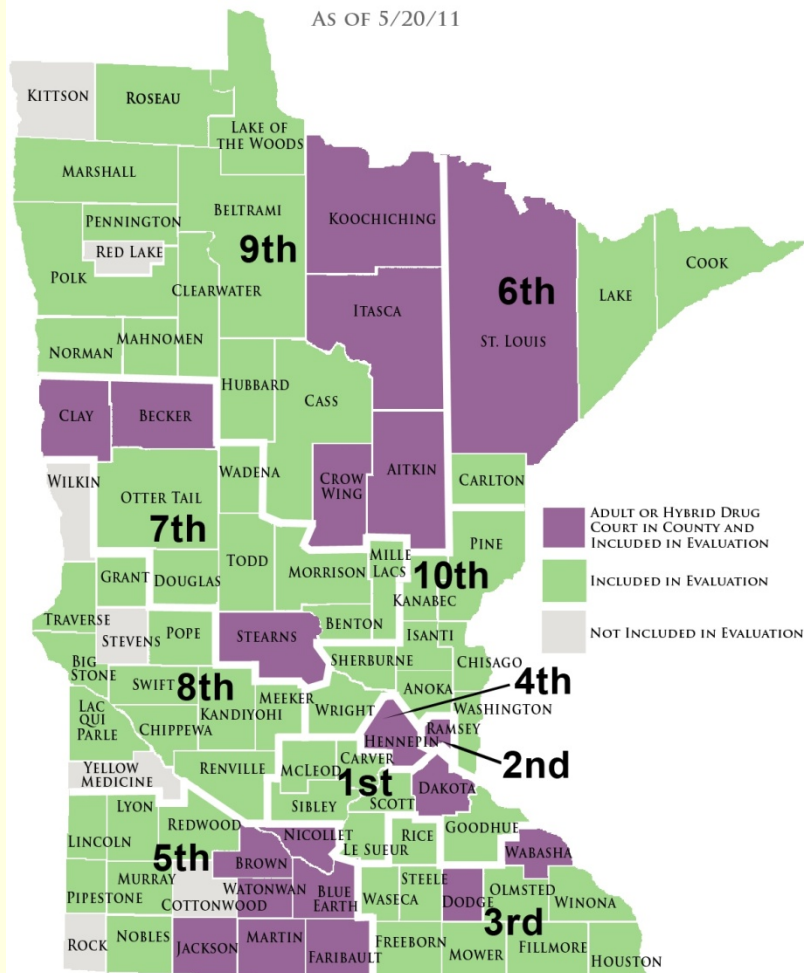 As of 5/20/11
Kittson
Roseau
Lake of
the Woods
Marshall
Koochiching
Beltrami
Pennington
9th
Red Lake
Cook
Polk
Clearwater
6th
Lake
Itasca
St. Louis
Norman
Mahnomen
Hubbard
Cass
Clay
Becker
Wilkin
Wadena
Crow
Wing
Aitkin
Carlton
Otter Tail
7th
Adult or Hybrid Drug
Court in County and
Included in Evaluation
Pine
Todd
Mille
Lacs
Morrison
10th
Grant
Douglas
Included in Evaluation
Kanabec
Traverse
Benton
Isanti
Not Included in Evaluation
Stevens
Pope
Stearns
Big
Stone
Sherburne
Chisago
Swift
8th
Anoka
4th
Lac
qui
Parle
Meeker
Kandiyohi
Wright
Washington
Chippewa
Ramsey
Hennepin
2nd
Yellow
Medicine
Renville
McLeod
Carver
1st
Dakota
Sibley
Scott
Lyon
Redwood
Nicollet
Le Sueur
Rice
Goodhue
Lincoln
5th
Brown
Wabasha
Murray
Pipestone
Cottonwood
Watonwan
Blue
Earth
Waseca
Steele
Dodge
Olmsted
3rd
Winona
Rock
Nobles
Jackson
Martin
Faribault
Freeborn
Mower
Fillmore
Houston